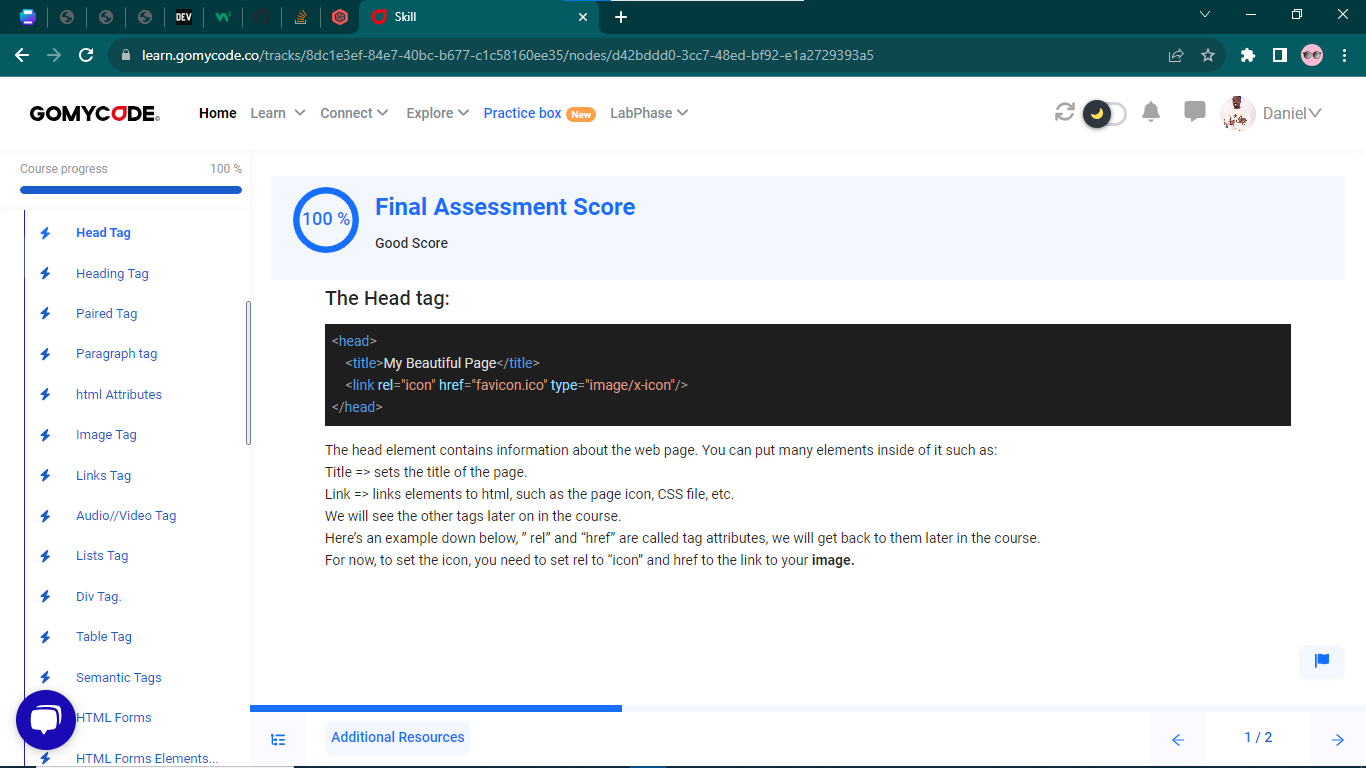 DEV
Skill
learn.gomycode.co/tracks/8dc1e3ef-84e7-40bc-b677-c1c58160ee35/nodes/d42bddd0-3cc7-48ed-bf92-e1a2729393a5
GOMYCODE
Home Learn Connect Explore Practice box New LabPhase Daniel
Course progress 100 %
Head Tag
Heading Tag
Paired Tag
Paragraph tag
html Attributes
Image Tag
Links Tag
Audio//Video Tag
Lists Tag
Div Tag.
Table Tag
Semantic Tags
HTML Forms
HTML Forms Elements...
100 %
Final Assessment Score
Good Score
The Head tag:
<head>
<title>My Beautiful Page</title>
<link rel="icon" href="favicon.ico" type="image/x-icon"/>
</head>
The head element contains information about the web page. You can put many elements inside of it such as:
Title => sets the title of the page.
Link => links elements to html, such as the page icon, CSS file, etc.
We will see the other tags later on in the course.
Here’s an example down below, ” rel” and “href” are called tag attributes, we will get back to them later in the course.
For now, to set the icon, you need to set rel to “icon” and href to the link to your image.
Additional Resources
1 / 2